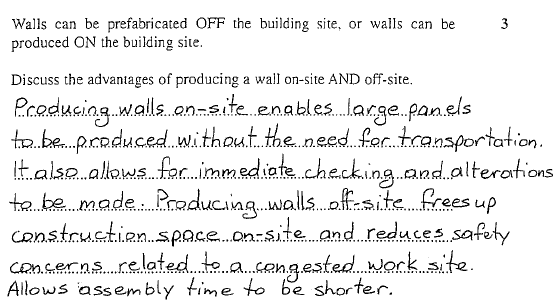 Walls can be prefabricated OFF the building site, or walls can be 3
produced ON the building site.
Discuss the advantages of producing a wall on-site AND off-site.
Producing walls on-site enables large panels
to be produced without the need for transportation.
It also allows for immediate checking and alterations
to be made. Producing walls off-site frees up
construction space on-site and reduces safety
concerns related to a congested work site.
Allows assembly time to be shorter.